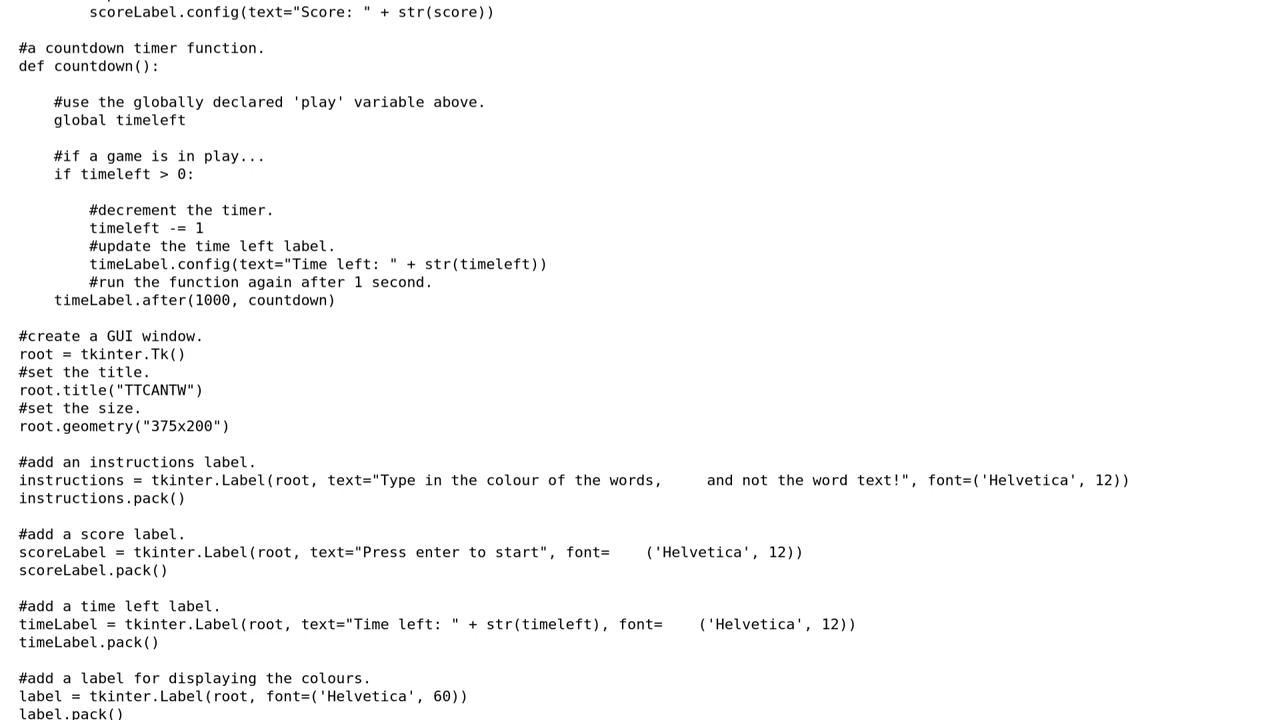 scoreLabel.config(text="Score: " + str(score))
#a countdown timer function.
def countdown():
#use the globally declared 'play' variable above.
global timeleft
#if a game is in play...
if timeleft > 0:
#decrement the timer.
timeleft -= 1
#update the time left label.
timeLabel.config(text="Time left: " + str(timeleft))
#run the function again after 1 second.
timeLabel.after(1000, countdown)
#create a GUI window.
root = tkinter.Tk()
#set the title.
root.title("TTCANTW")
#set the size.
root.geometry("375x200")
#add an instructions label.
instructions = tkinter.Label(root, text="Type in the colour of the words,     and not the word text!", font=('Helvetica', 12))
instructions.pack()
#add a score label.
scoreLabel = tkinter.Label(root, text="Press enter to start", font=    ('Helvetica', 12))
scoreLabel.pack()
#add a time left label.
timeLabel = tkinter.Label(root, text="Time left: " + str(timeleft), font=    ('Helvetica', 12))
timeLabel.pack()
#add a label for displaying the colours.
label = tkinter.Label(root, font=('Helvetica', 60))
label.pack()